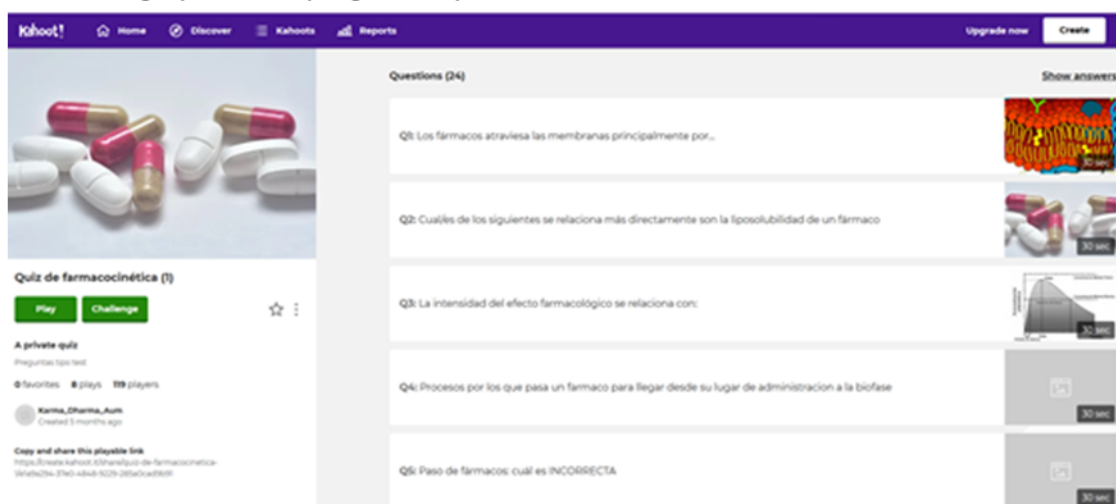 Kahoot! Home Discover Kahoots Reports Upgrade now Create
Questions (24) Show answers
Q1: Los fármacos atraviesa las membranas principalmente por...
30 sec
Q2: Cual/es de los siguientes se relaciona más directamente son la liposolubilidad de un fármaco
30 sec
Quiz de farmacocinética (1)
Play Challenge
Q3: La intensidad del efecto farmacológico se relaciona con:
30 sec
A private quiz
Preguntas tipo test
0 favorites 8 plays 119 players
Karma_Dharma_Aum
Created 5 months ago
Q4: Procesos por los que pasa un farmaco para llegar desde su lugar de administracion a la biofase
30 sec
Copy and share this playable link
Q5: Paso de fármacos: cuál es INCORRECTA
30 sec